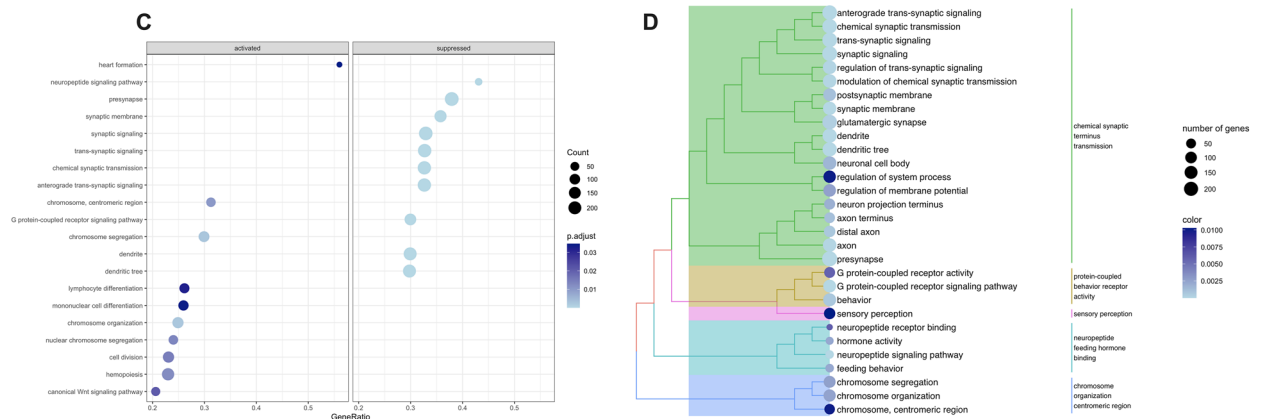 C
activated
suppressed
heart formation
neuropeptide signaling pathway
presynapse
synaptic membrane
synaptic signaling
trans-synaptic signaling
chemical synaptic transmission
anterograde trans-synaptic signaling
chromosome, centromeric region
G protein-coupled receptor signaling pathway
chromosome segregation
dendrite
dendritic tree
lymphocyte differentiation
mononuclear cell differentiation
chromosome organization
nuclear chromosome segregation
cell division
hemopoiesis
canonical Wnt signaling pathway
0.2 0.3 0.4 0.5 0.2 0.3 0.4 0.5
GeneRatio
Count
50
100
150
200
p.adjust
0.03
0.02
0.01
D
anterograde trans-synaptic signaling
chemical synaptic transmission
trans-synaptic signaling
synaptic signaling
regulation of trans-synaptic signaling
modulation of chemical synaptic transmission
postsynaptic membrane
synaptic membrane
glutamatergic synapse
dendrite
dendritic tree
neuronal cell body
regulation of system process
regulation of membrane potential
neuron projection terminus
axon terminus
distal axon
axon
presynapse
G protein-coupled receptor activity
G protein-coupled receptor signaling pathway
behavior
sensory perception
neuropeptide receptor binding
hormone activity
neuropeptide signaling pathway
feeding behavior
chromosome segregation
chromosome organization
chromosome, centromeric region
chemical synaptic
terminus
transmission
protein-coupled
behavior receptor
activity
sensory perception
neuropeptide
feeding hormone
binding
chromosome
organization
centromeric region
number of genes
50
100
150
200
color
0.0100
0.0075
0.0050
0.0025